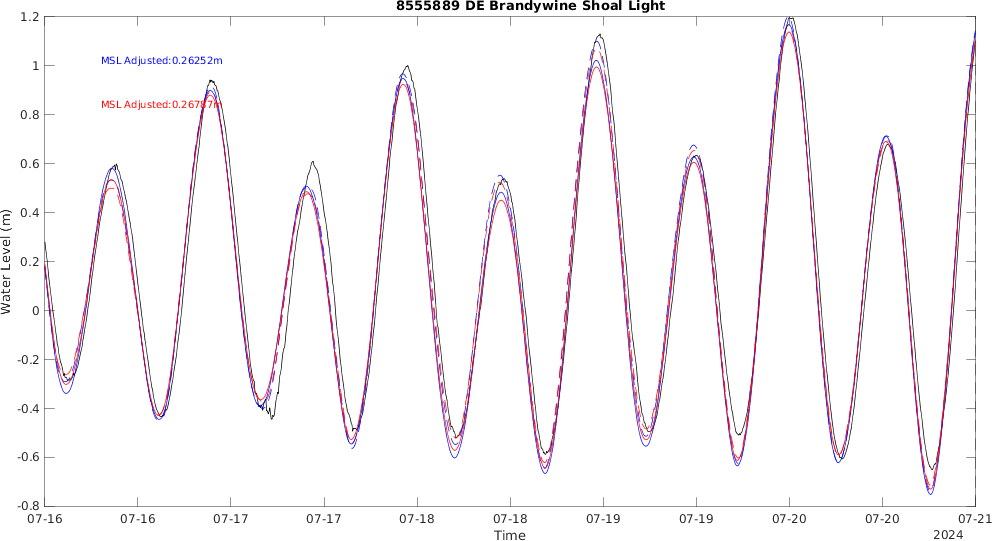 8555889 DE Brandywine Shoal Light
1.2
1
0.8
0.6
0.4
0.2
0
-0.2
-0.4
-0.6
-0.8
Water Level (m)
MSL Adjusted:0.26252m
MSL Adjusted:0.26787m
07-16 07-16 07-17 07-17 07-18 07-18 07-19 07-19 07-20 07-20 07-21
Time
2024